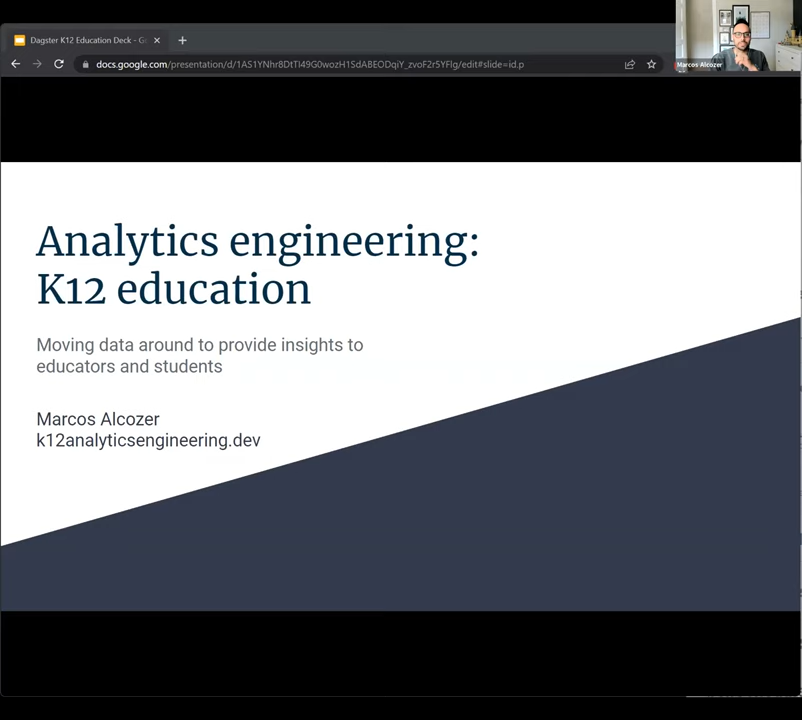 Dagster K12 Education Deck - G
docs.google.com/presentation/d/1AS1YNhr8DtTl49G0wozH1SdABEODqiY_zvoF2r5YFlg/edit#slide=id.p
Marcos Alcozer
Analytics engineering:
K12 education
Moving data around to provide insights to
educators and students
Marcos Alcozer
k12analyticsengineering.dev